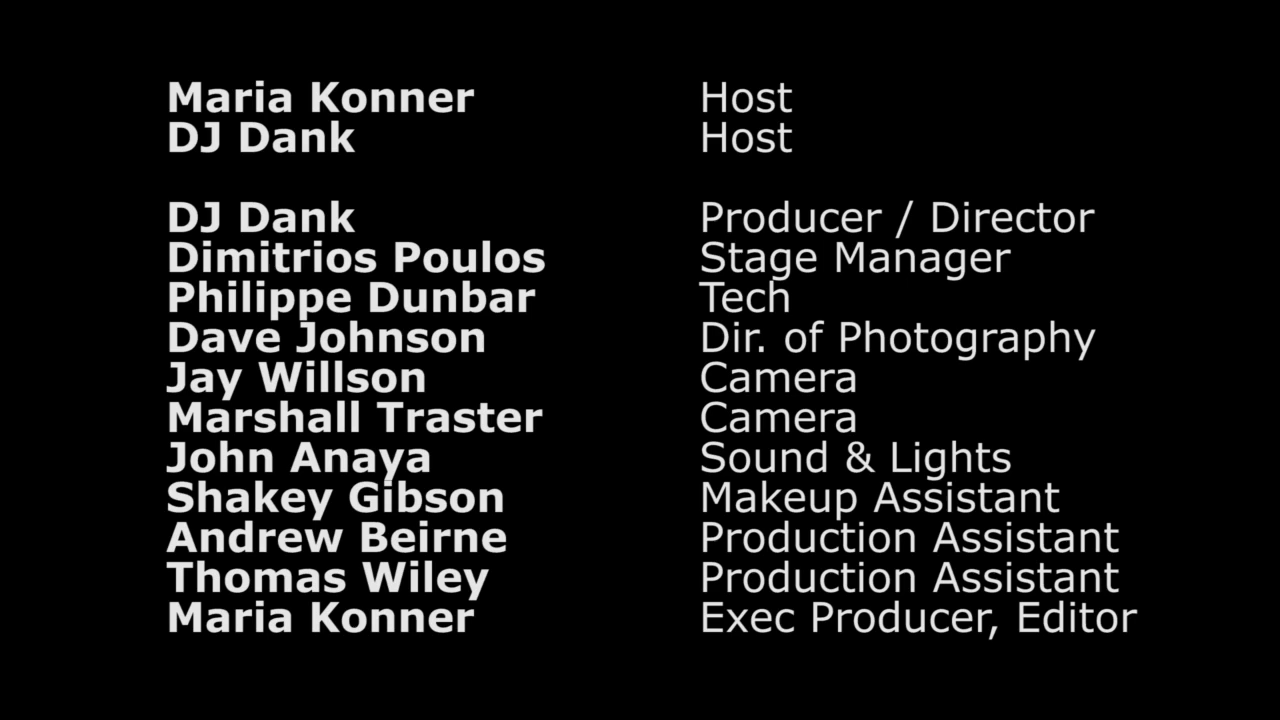 Maria Konner Host
DJ Dank Host
DJ Dank Producer / Director
Dimitrios Poulos Stage Manager
Philippe Dunbar Tech
Dave Johnson Dir. of Photography
Jay Willson Camera
Marshall Traster Camera
John Anaya Sound & Lights
Shakey Gibson Makeup Assistant
Andrew Beirne Production Assistant
Thomas Wiley Production Assistant
Maria Konner Exec Producer, Editor